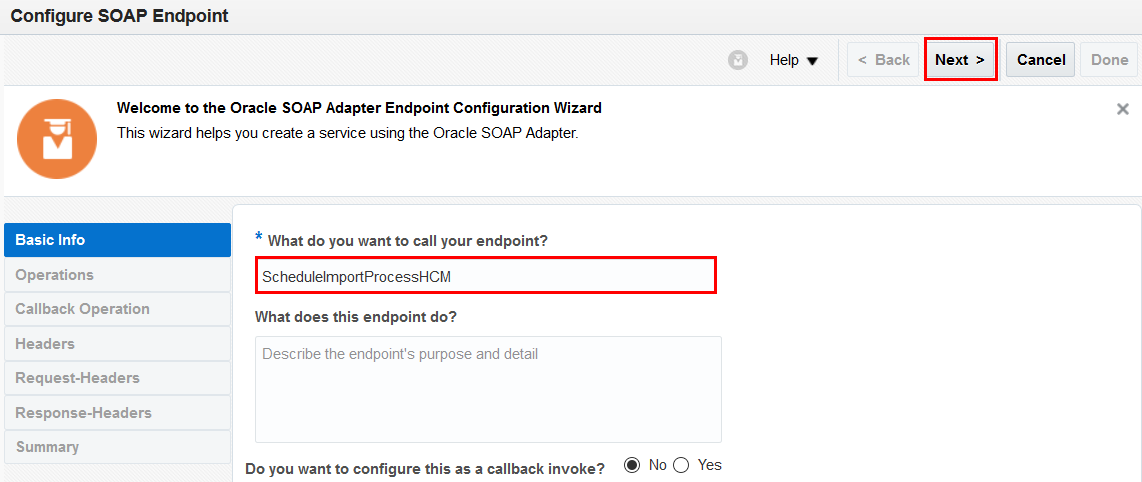 Configure SOAP Endpoint
Help
< Back
Next >
Cancel
Done
Welcome to the Oracle SOAP Adapter Endpoint Configuration Wizard
This wizard helps you create a service using the Oracle SOAP Adapter.
Basic Info
Operations
Callback Operation
Headers
Request-Headers
Response-Headers
Summary
* What do you want to call your endpoint?
ScheduleImportProcessHCM
What does this endpoint do?
Describe the endpoint's purpose and detail
Do you want to configure this as a callback invoke? No Yes